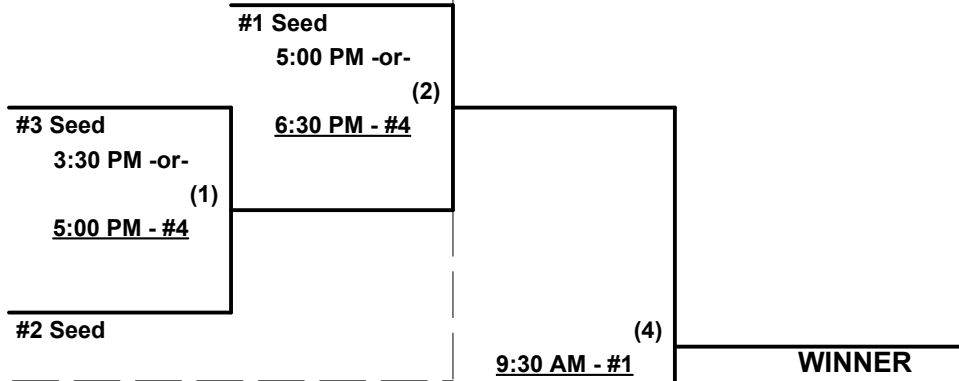 #1 Seed
5:00 PM -or-
(2)
6:30 PM - #4
#3 Seed
3:30 PM -or-
(1)
5:00 PM - #4
#2 Seed
(4)
9:30 AM - #1
WINNER